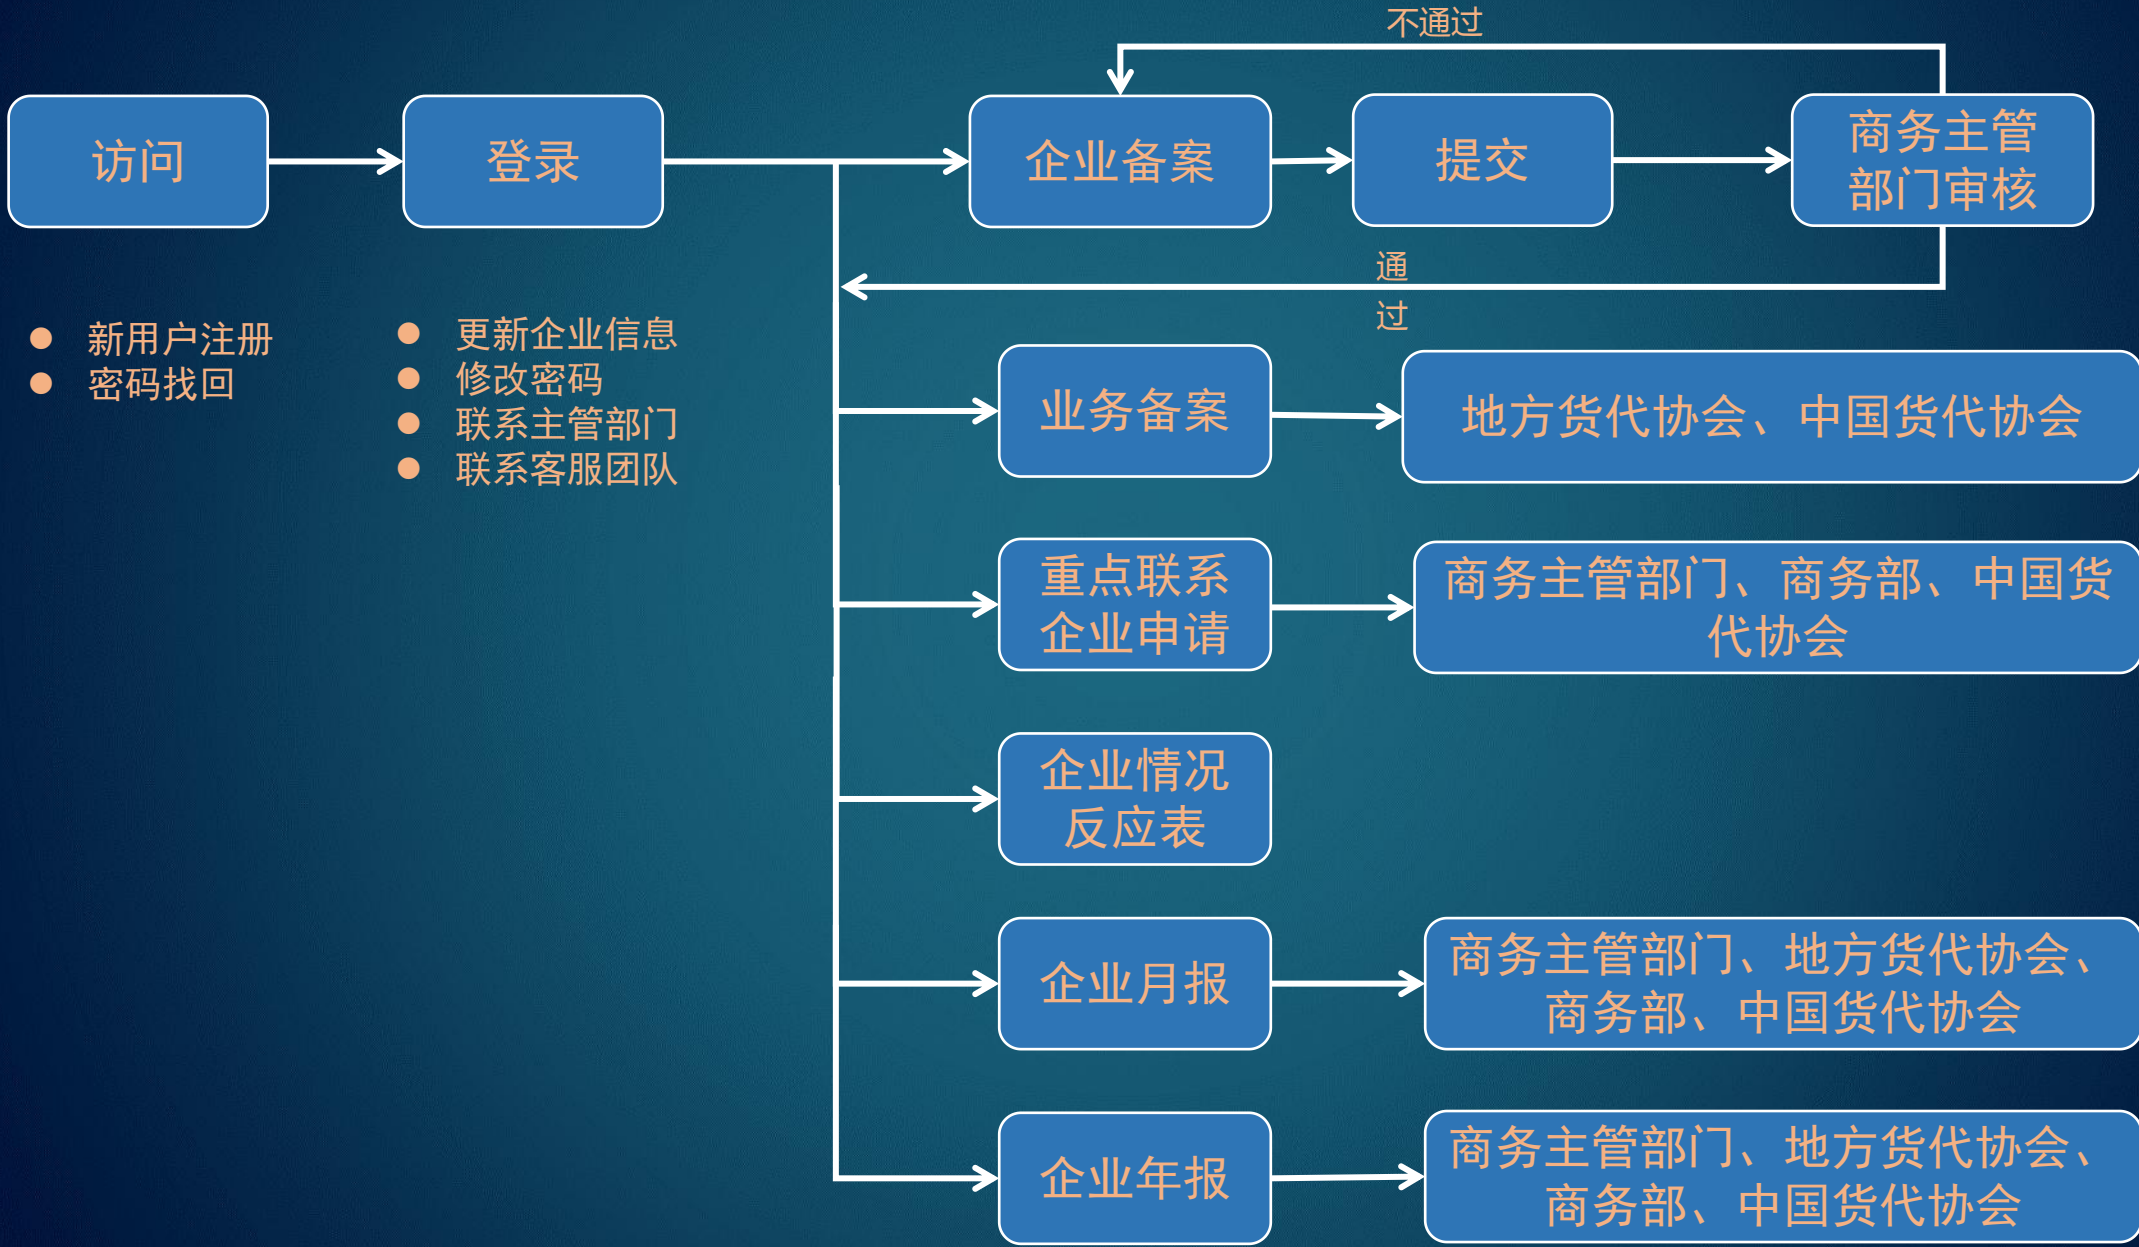 不通过
访问
登录
企业备案
提交
商务主管
部门审核
通
过
新用户注册
密码找回
更新企业信息
修改密码
联系主管部门
联系客服团队
业务备案
地方货代协会、中国货代协会
重点联系
企业申请
商务主管部门、商务部、中国货
代协会
企业情况
反应表
企业月报
商务主管部门、地方货代协会、
商务部、中国货代协会
企业年报
商务主管部门、地方货代协会、
商务部、中国货代协会